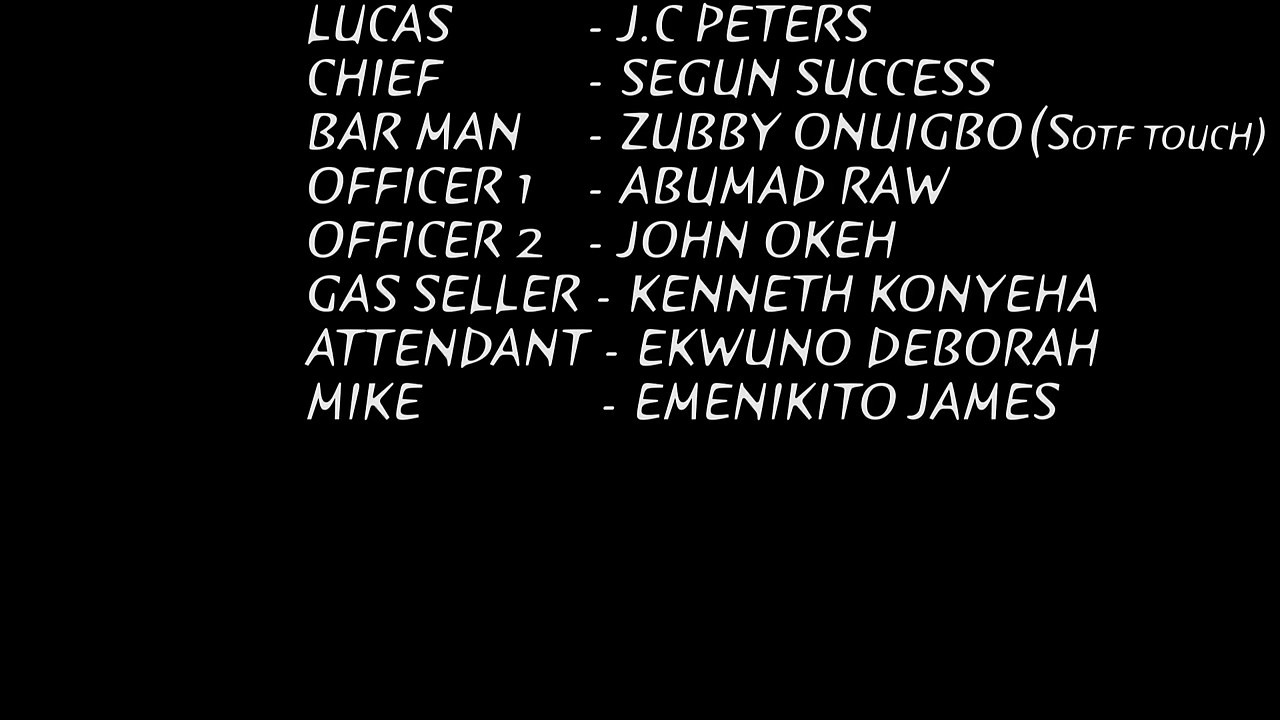 LUCAS - J.C PETERS
CHIEF - SEGUN SUCCESS
BAR MAN - ZUBBY ONUIGBO (SOTF TOUCH)
OFFICER 1 - ABUMAD RAW
OFFICER 2 - JOHN OKEH
GAS SELLER - KENNETH KONYEHA
ATTENDANT - EKWUNO DEBORAH
MIKE - EMENIKITO JAMES